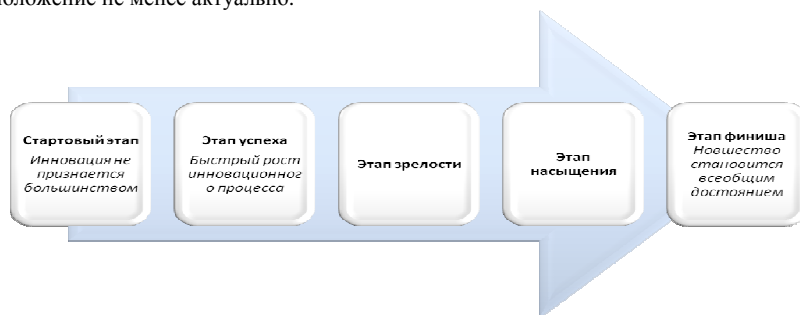 положение не менее актуально.
Стартовый этап
Инновация не
признается
большинством
Этап успеха
Быстрый рост
инновационног
о процесса
Этап зрелости
Этап
насыщения
Этап финиша
Новшество
становится
всеобщим
достоянием